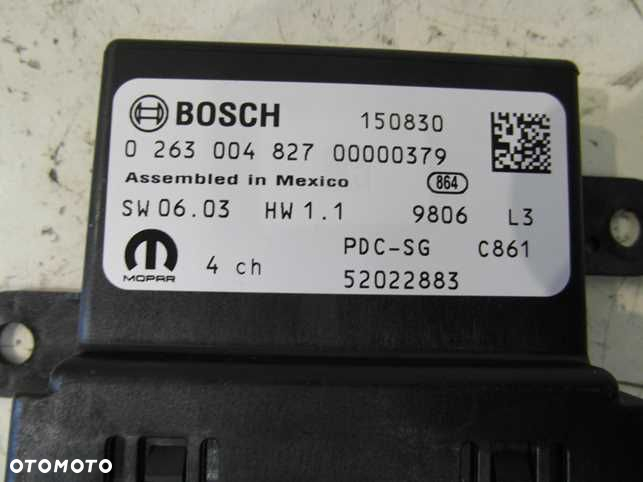 BOSCH 150830
0 263 004 827 00000379
Assembled in Mexico 864
SW 06.03 HW 1.1 9806 L3
PDC-SG C861
MOPAR 4 ch 52022883
OTOMOTO